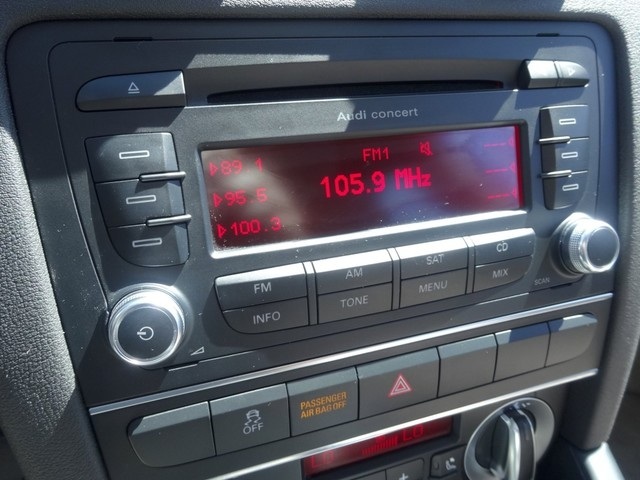 Audi concert
89.1
FM1
95.5
105.9 MHz
100.3
FM
AM
SAT
CD
INFO
TONE
MENU
MIX
SCAN
OFF
PASSENGER
AIR BAG OFF
LO